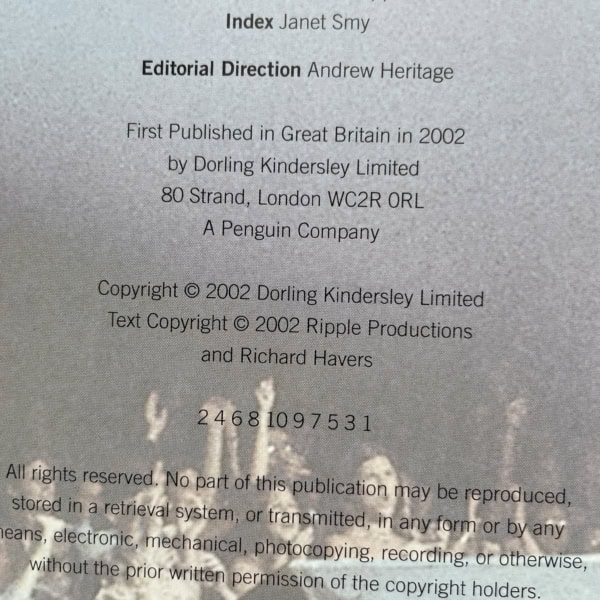 Index Janet Smy
Editorial Direction Andrew Heritage
First Published in Great Britain in 2002
by Dorling Kindersley Limited
80 Strand, London WC2R 0RL
A Penguin Company
Copyright © 2002 Dorling Kindersley Limited
Text Copyright © 2002 Ripple Productions
and Richard Havers
2 4 6 8 10 9 7 5 3 1
All rights reserved. No part of this publication may be reproduced,
stored in a retrieval system, or transmitted, in any form or by any
means, electronic, mechanical, photocopying, recording, or otherwise,
without the prior written permission of the copyright holders.